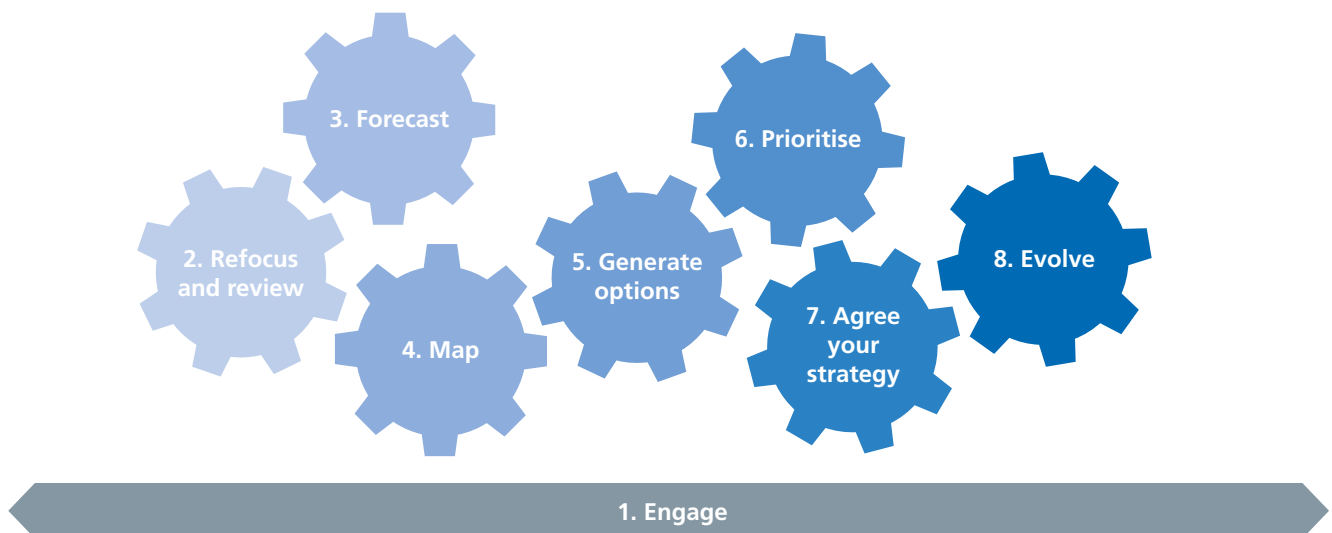 3. Forecast
6. Prioritise
2. Refocus
and review
4. Map
5. Generate
options
7. Agree
your
strategy
8. Evolve
1. Engage